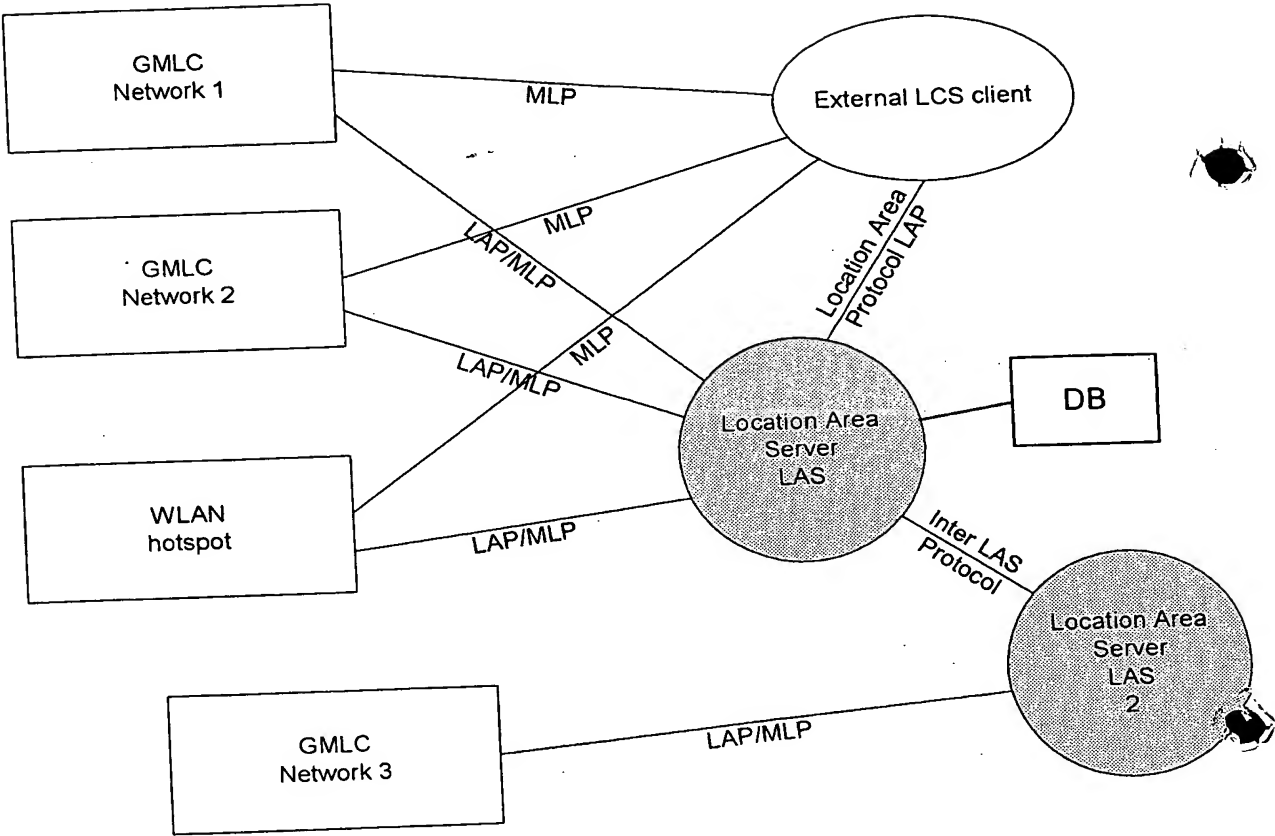 GMLC
Network 1
MLP
External LCS client
GMLC
Network 2
MLP
LAP/MLP
Location Area
Protocol LAP
MLP
LAP/MLP
Location Area
Server
LAS
DB
WLAN
hotspot
LAP/MLP
Inter LAS
Protocol
Location Area
Server
LAS
2
GMLC
Network 3
LAP/MLP